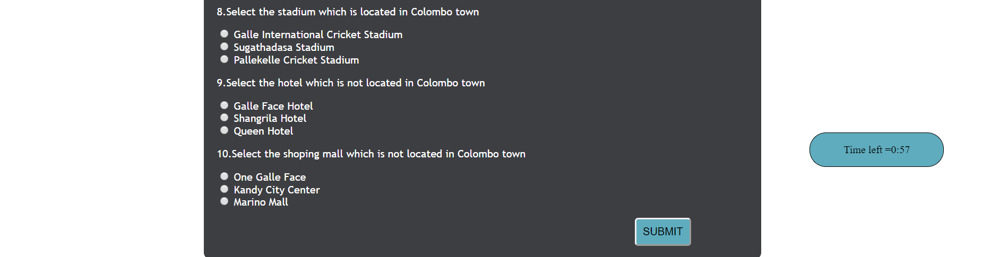 8.Select the stadium which is located in Colombo town
Galle International Cricket Stadium
Sugathadasa Stadium
Pallekelle Cricket Stadium
9.Select the hotel which is not located in Colombo town
Galle Face Hotel
Shangrila Hotel
Queen Hotel
10.Select the shoping mall which is not located in Colombo town
One Galle Face
Kandy City Center
Marino Mall
SUBMIT
Time left =0:57